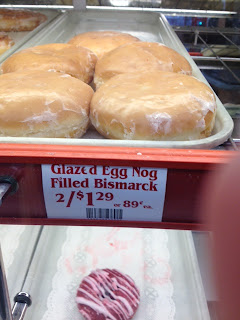 Glazed Egg Nog
Filled Bismarck
2/$1.29 or 89¢ ea.